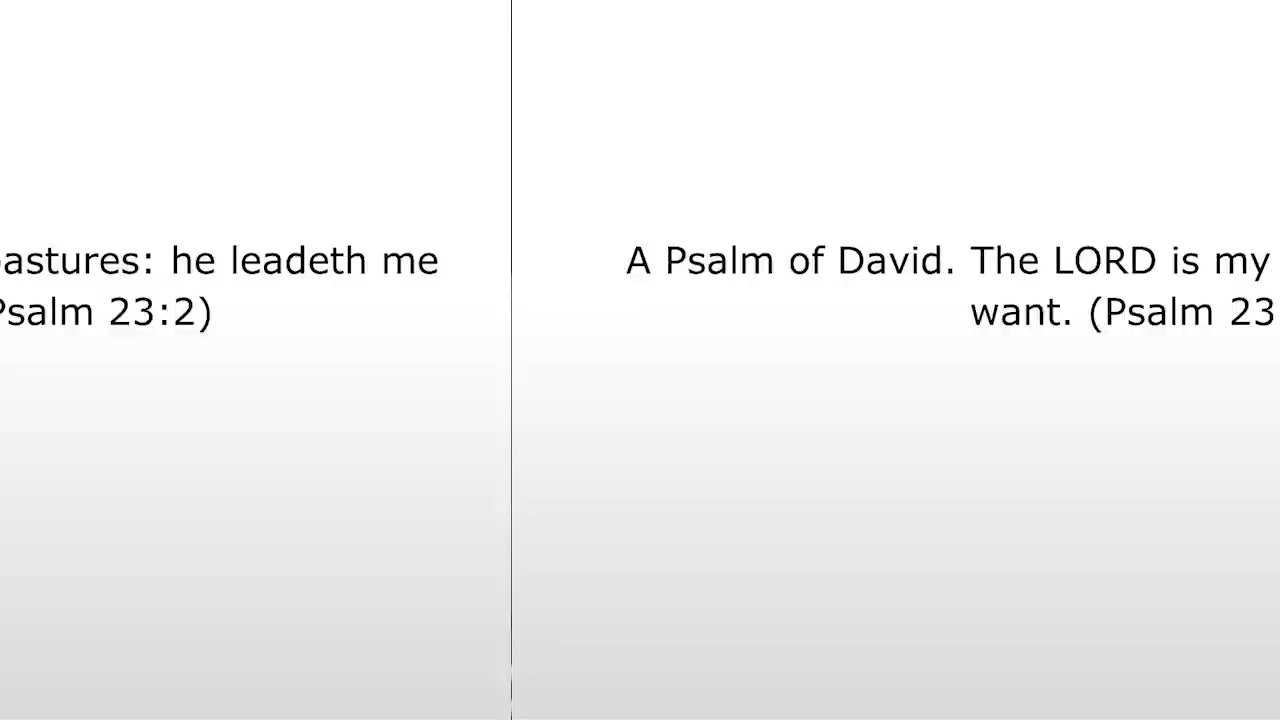 pastures: he leadeth me
Psalm 23:2)
A Psalm of David. The LORD is my
want. (Psalm 23